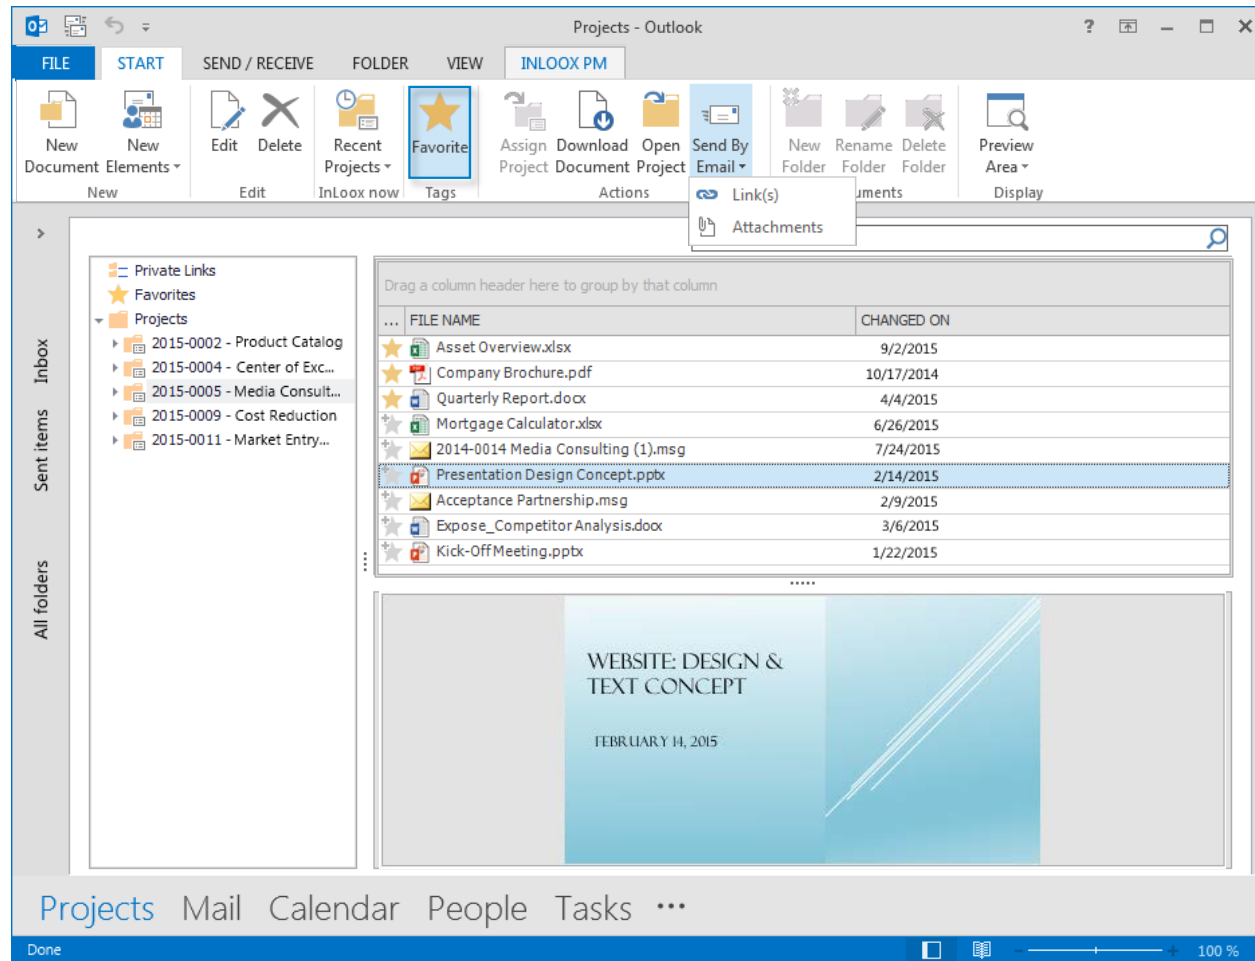 Projects - Outlook
FILE START SEND / RECEIVE FOLDER VIEW INLOOX PM
New Document
New Elements
Edit
Delete
Recent Projects
Favorite
Assign Project
Download Document
Open Project
Send By Email
New Folder
Rename Folder
Delete Folder
Preview Area
New Edit InLoox now Tags Actions uments Display
Link(s)
Attachments
Inbox
Sent items
All folders
Private Links
Favorites
Projects
2015-0002 - Product Catalog
2015-0004 - Center of Exc...
2015-0005 - Media Consult...
2015-0009 - Cost Reduction
2015-0011 - Market Entry...
Drag a column header here to group by that column
... FILE NAME CHANGED ON
Asset Overview.xlsx 9/2/2015
Company Brochure.pdf 10/17/2014
Quarterly Report.docx 4/4/2015
Mortgage Calculator.xlsx 6/26/2015
2014-0014 Media Consulting (1).msg 7/24/2015
Presentation Design Concept.pptx 2/14/2015
Acceptance Partnership.msg 2/9/2015
Expose_Competitor Analysis.docx 3/6/2015
Kick-Off Meeting.pptx 1/22/2015
WEBSITE: DESIGN &
TEXT CONCEPT
FEBRUARY 14, 2015
Projects Mail Calendar People Tasks ...
Done 100 %